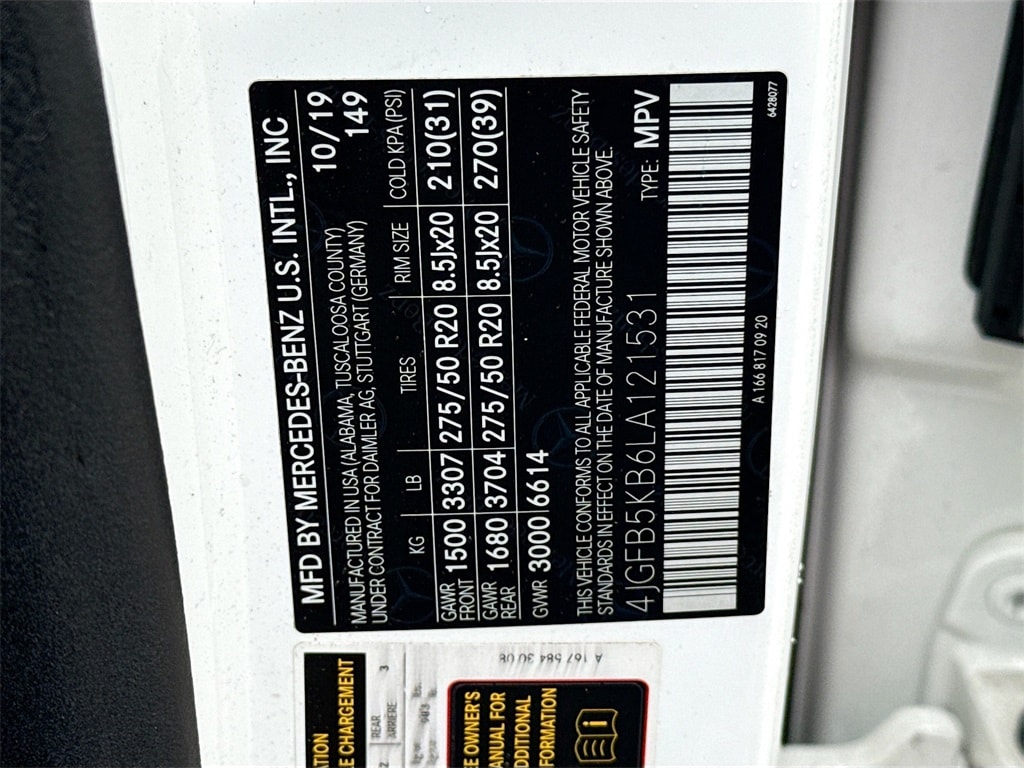 MFD BY MERCEDES-BENZ U.S. INTL., INC
10/19
MANUFACTURED IN USA (ALABAMA, TUSCALOOSA COUNTY)
149
UNDER CONTRACT FOR DAIMLER AG, STUTTGART (GERMANY)
KG LB TIRES RIM SIZE COLD KPA (PSI)
GAWR FRONT 1500 3307 275/50 R20 8.5Jx20 210(31)
GAWR REAR 1680 3704 275/50 R20 8.5Jx20 270(39)
GVWR 3000 6614
THIS VEHICLE CONFORMS TO ALL APPLICABLE FEDERAL MOTOR VEHICLE SAFETY
STANDARDS IN EFFECT ON THE DATE OF MANUFACTURE SHOWN ABOVE.
4JGFB5KB6LA121531 TYPE: MPV
A 166 817 09 20
6428077
E CHARGEMENT
REAR 3
ARRIERE
A 167 584 30 08
OWNER'S
FOR